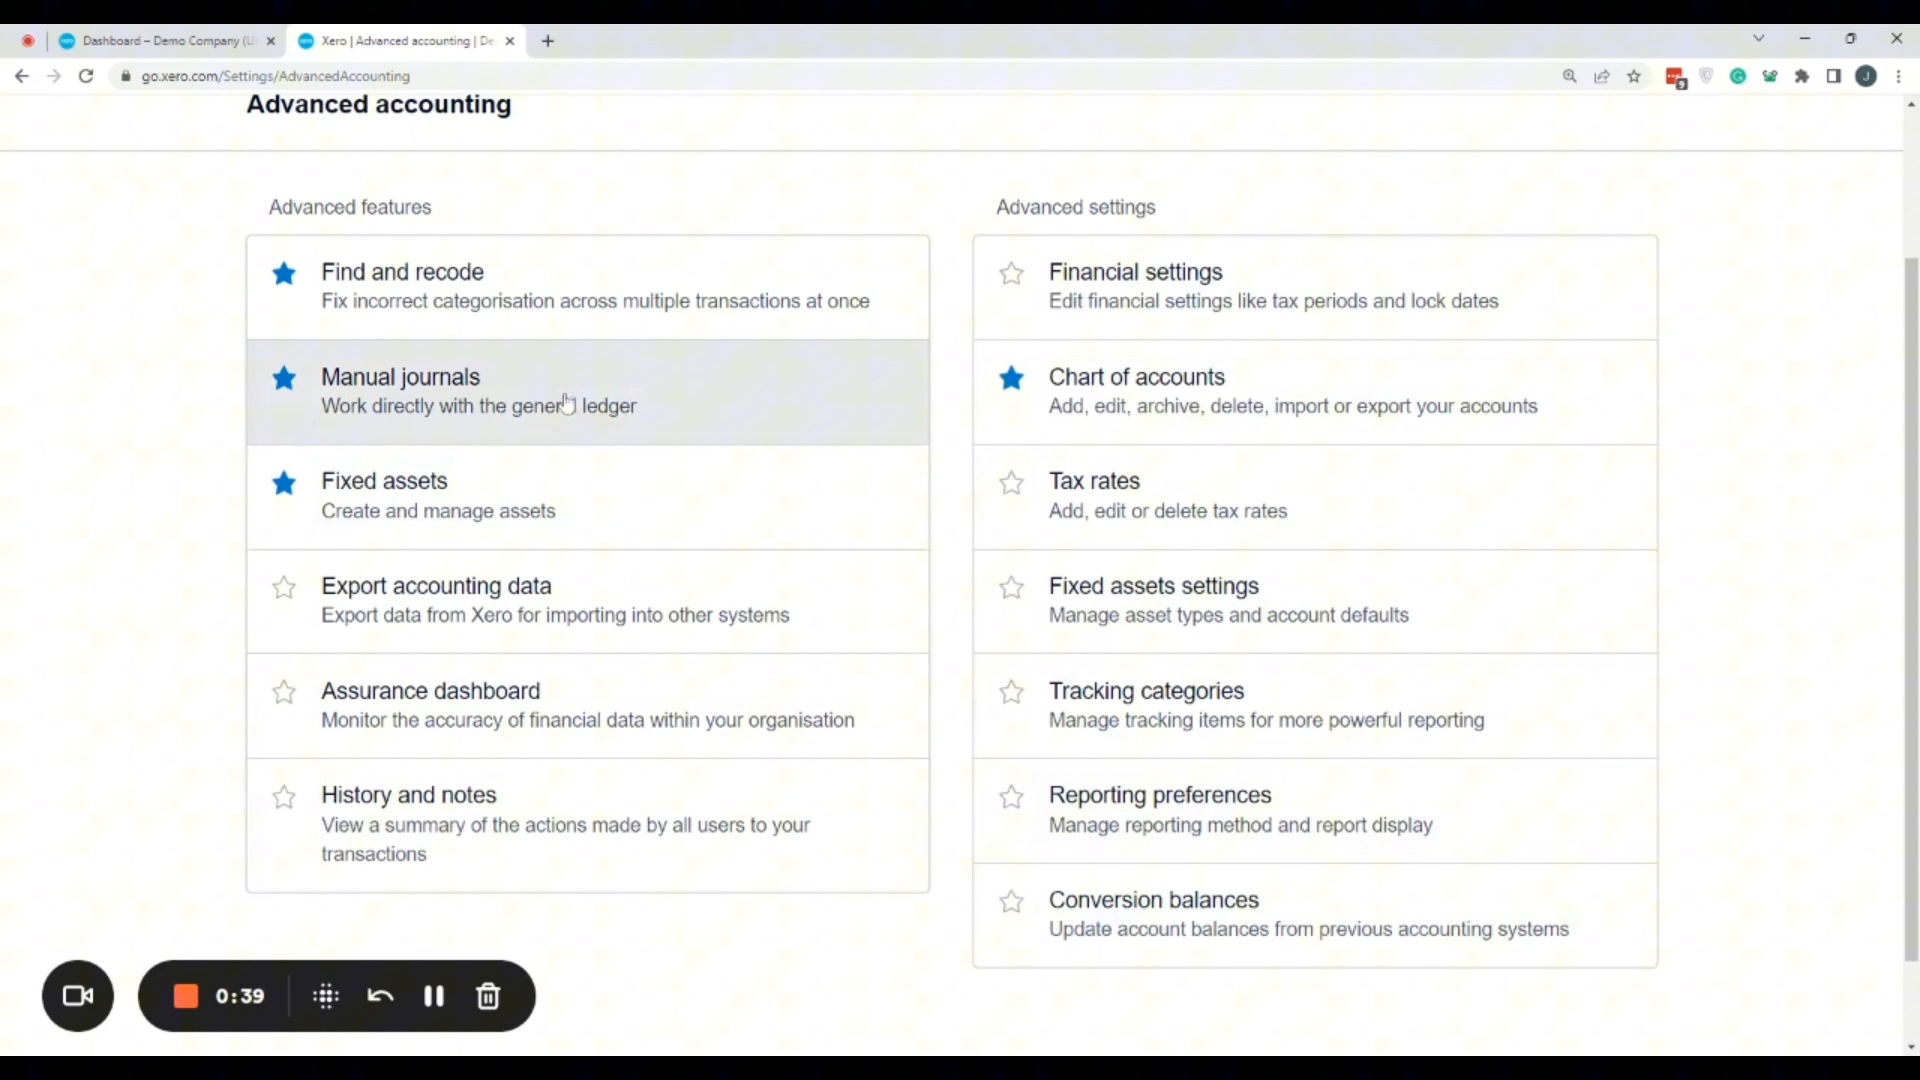 Dashboard – Demo Company (U
Xero | Advanced accounting | De
go.xero.com/Settings/AdvancedAccounting
J
Advanced accounting
Advanced features
Find and recode
Fix incorrect categorisation across multiple transactions at once
Manual journals
Work directly with the general ledger
Fixed assets
Create and manage assets
Export accounting data
Export data from Xero for importing into other systems
Assurance dashboard
Monitor the accuracy of financial data within your organisation
History and notes
View a summary of the actions made by all users to your
transactions
Advanced settings
Financial settings
Edit financial settings like tax periods and lock dates
Chart of accounts
Add, edit, archive, delete, import or export your accounts
Tax rates
Add, edit or delete tax rates
Fixed assets settings
Manage asset types and account defaults
Tracking categories
Manage tracking items for more powerful reporting
Reporting preferences
Manage reporting method and report display
Conversion balances
Update account balances from previous accounting systems
0:39